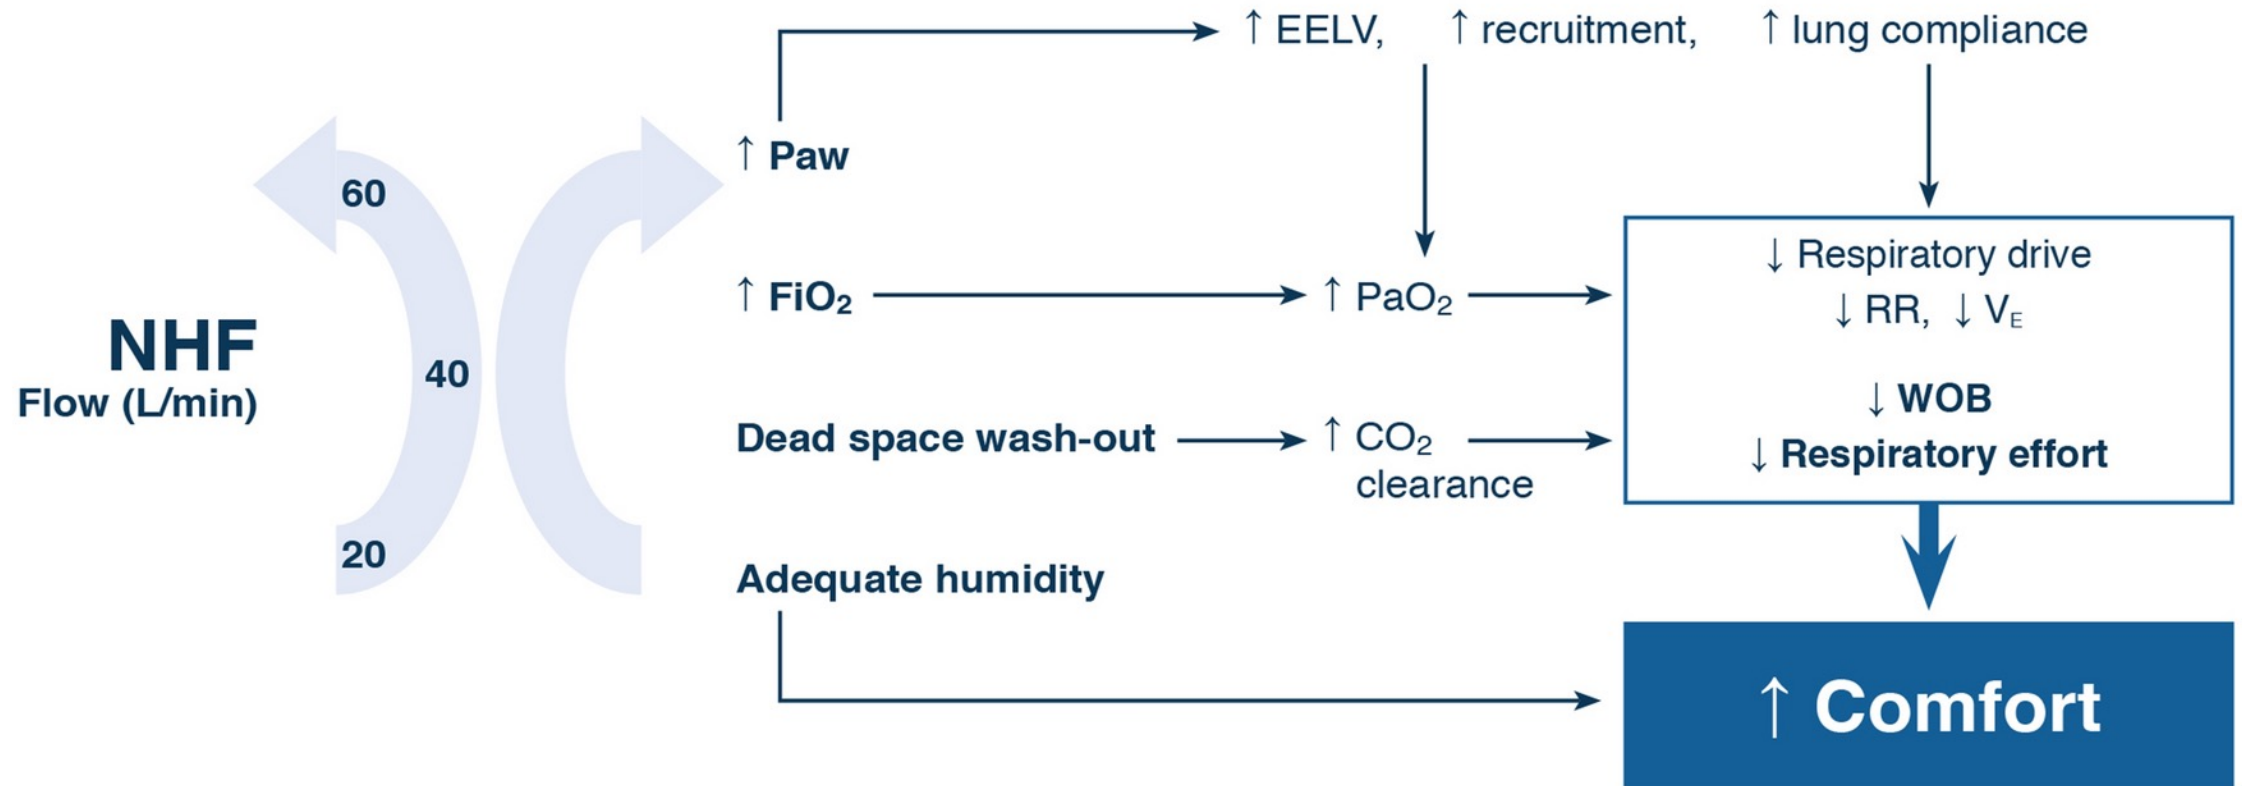 ↑ EELV, ↑ recruitment, ↑ lung compliance
↑ Paw
60
↑ FiO₂
↑ PaO₂
↓ Respiratory drive
↓ RR, ↓ VE
NHF
Flow (L/min)
40
↓ WOB
Dead space wash-out
↑ CO₂
clearance
↓ Respiratory effort
20
Adequate humidity
↑ Comfort